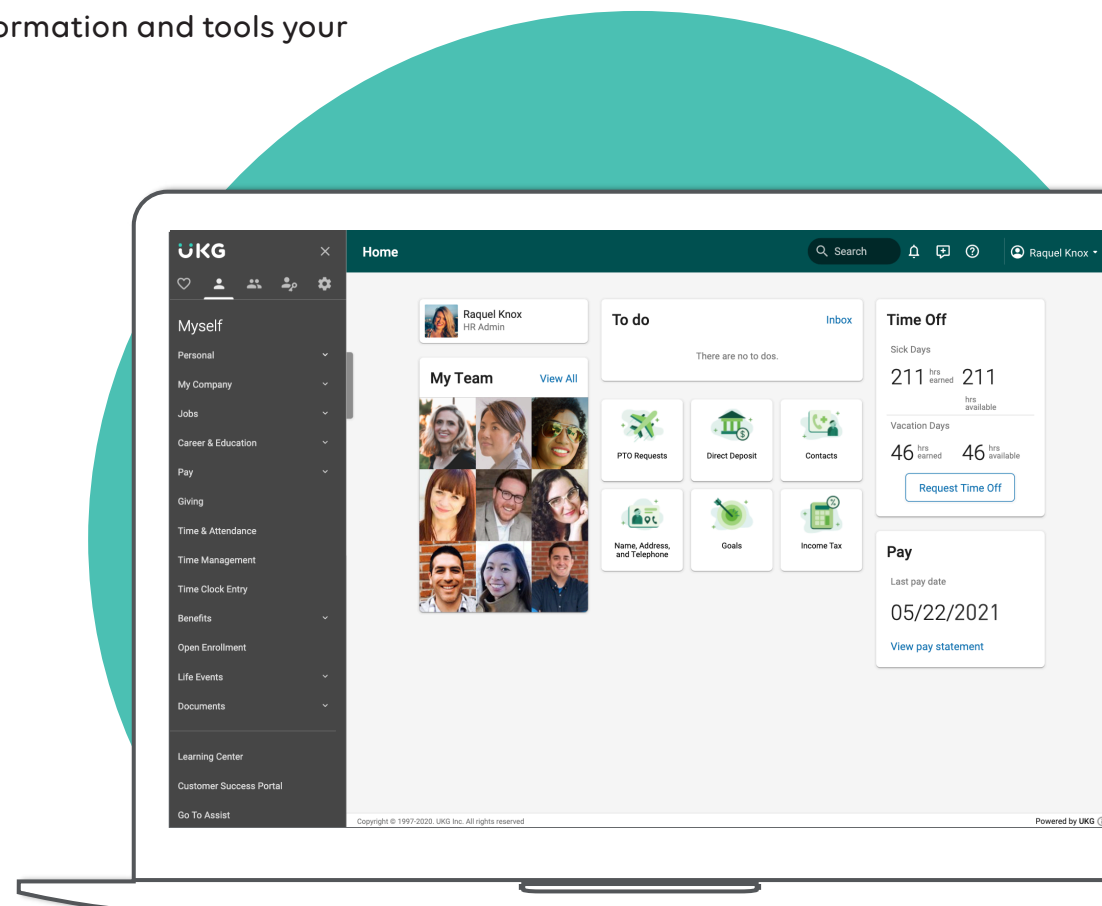 ormation and tools your
UKG
Home
Search
Raquel Knox
Myself
Personal
My Company
Jobs
Career & Education
Pay
Giving
Time & Attendance
Time Management
Time Clock Entry
Benefits
Open Enrollment
Life Events
Documents
Learning Center
Customer Success Portal
Go To Assist
Raquel Knox
HR Admin
My Team View All
To do Inbox
There are no to dos.
PTO Requests
Direct Deposit
Contacts
Name, Address,
and Telephone
Goals
Income Tax
Time Off
Sick Days
211 hrs earned 211
hrs
available
Vacation Days
46 hrs earned 46 hrs available
Request Time Off
Pay
Last pay date
05/22/2021
View pay statement
Copyright © 1997-2020. UKG Inc. All rights reserved
Powered by UKG